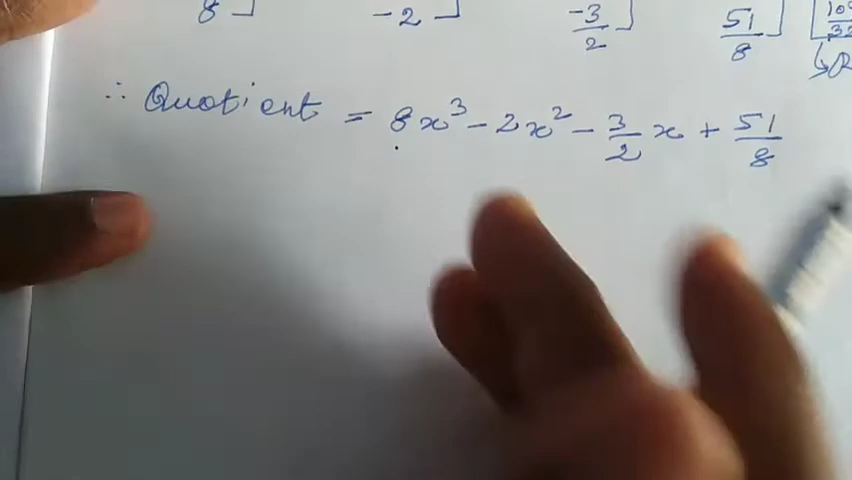 8 -2 -3/2 51/8
∴ Quotient = 8x³ - 2x² - 3/2 x + 51/8